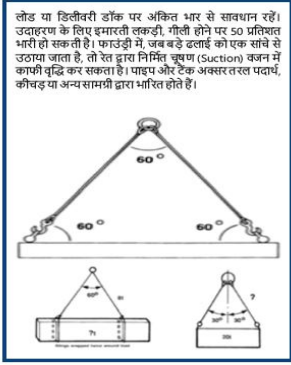 लोड या डिलीवरी डॉक पर अंकित भार से सावधान रहें।
उदाहरण के लिए इमारती लकड़ी, गीली होने पर 50 प्रतिशत
भारी हो सकती है। फाउंड्री में, जब बड़े ढलाई को एक सांचे से
उठाया जाता है, तो रेत द्वारा निर्मित चूषण (Suction) वजन में
काफी वृद्धि कर सकता है। पाइप और टैंक अक्सर तरल पदार्थ,
कीचड़ या अन्य सामग्री द्वारा भारित होते हैं।
60°
60° 60°
60° ?
30° 30°